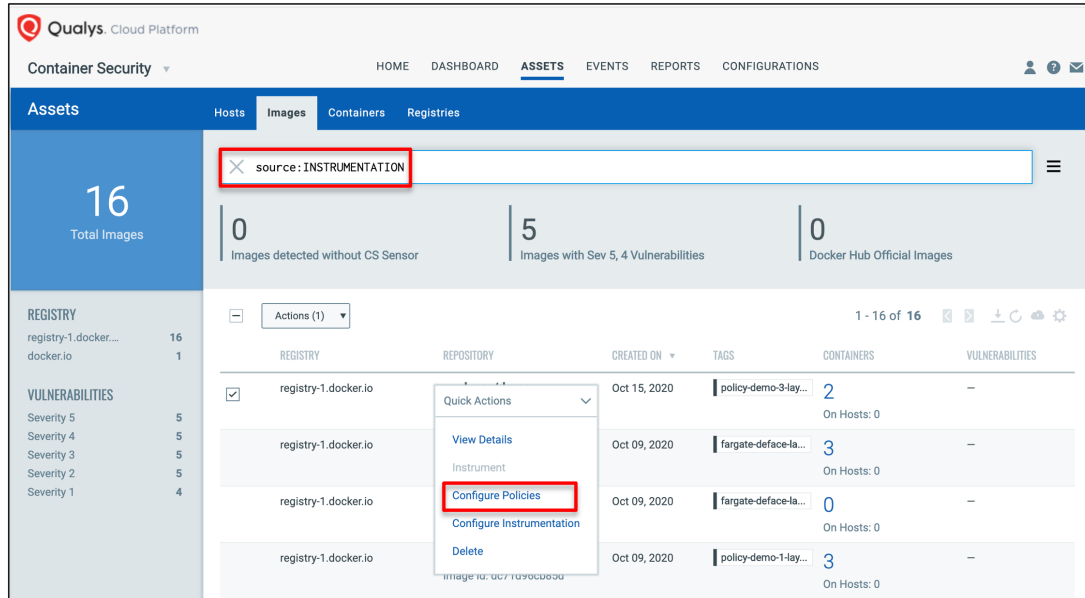 Qualys. Cloud Platform
Container Security
HOME DASHBOARD ASSETS EVENTS REPORTS CONFIGURATIONS
Assets
Hosts Images Containers Registries
source:INSTRUMENTATION
16
Total Images
0
Images detected without CS Sensor
5
Images with Sev 5, 4 Vulnerabilities
0
Docker Hub Official Images
REGISTRY
registry-1.docker.... 16
docker.io 1
VULNERABILITIES
Severity 5 5
Severity 4 5
Severity 3 5
Severity 2 5
Severity 1 4
Actions (1)
1 - 16 of 16
REGISTRY REPOSITORY CREATED ON TAGS CONTAINERS VULNERABILITIES
registry-1.docker.io Oct 15, 2020 policy-demo-3-lay... 2 —
On Hosts: 0
Quick Actions
View Details
Instrument
Configure Policies
Configure Instrumentation
Delete
registry-1.docker.io Oct 09, 2020 fargate-deface-la... 3 —
On Hosts: 0
registry-1.docker.io Oct 09, 2020 fargate-deface-la... 0 —
On Hosts: 0
registry-1.docker.io Oct 09, 2020 policy-demo-1-lay... 3 —
On Hosts: 0